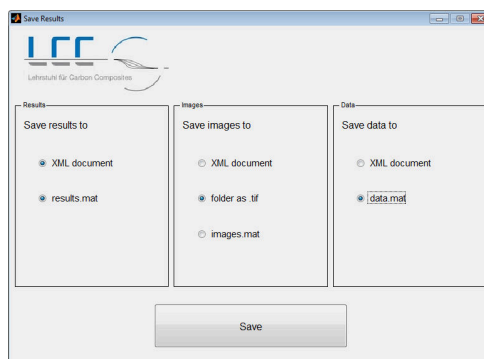 Save Results
LCC
Lehrstuhl für Carbon Composites
Results
Save results to
XML document
results.mat
Images
Save images to
XML document
folder as .tif
images.mat
Data
Save data to
XML document
data.mat
Save